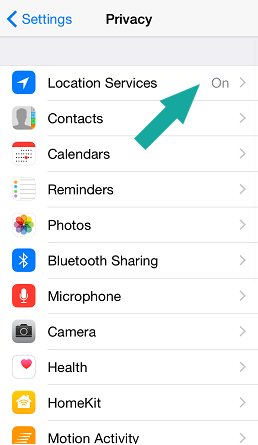 Settings
Privacy
Location Services On
Contacts
Calendars
Reminders
Photos
Bluetooth Sharing
Microphone
Camera
Health
HomeKit
Motion Activity